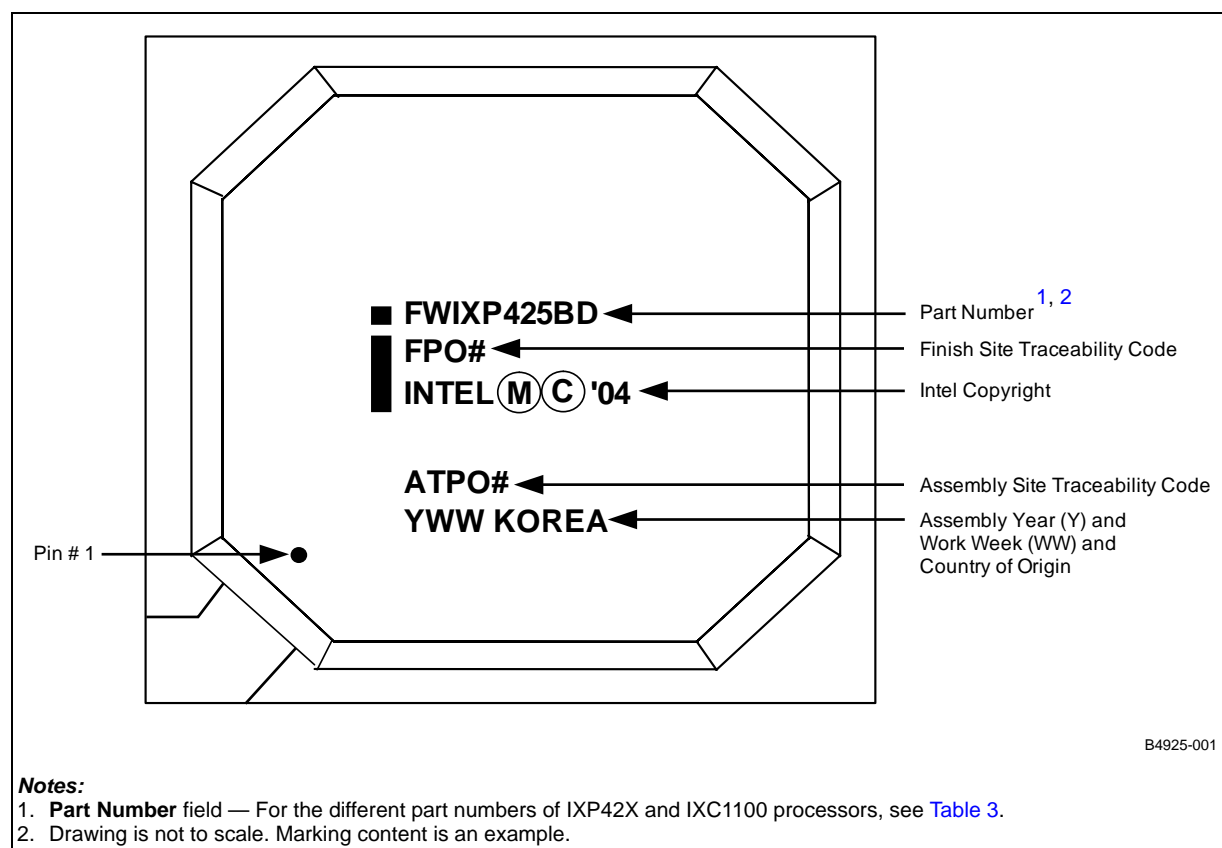 FWIXP425BD
Part Number 1, 2
FPO#
Finish Site Traceability Code
INTEL Ⓜ Ⓒ '04
Intel Copyright
ATPO#
Assembly Site Traceability Code
YWW KOREA
Assembly Year (Y) and
Work Week (WW) and
Country of Origin
Pin # 1
B4925-001
Notes:
1. Part Number field — For the different part numbers of IXP42X and IXC1100 processors, see Table 3.
2. Drawing is not to scale. Marking content is an example.